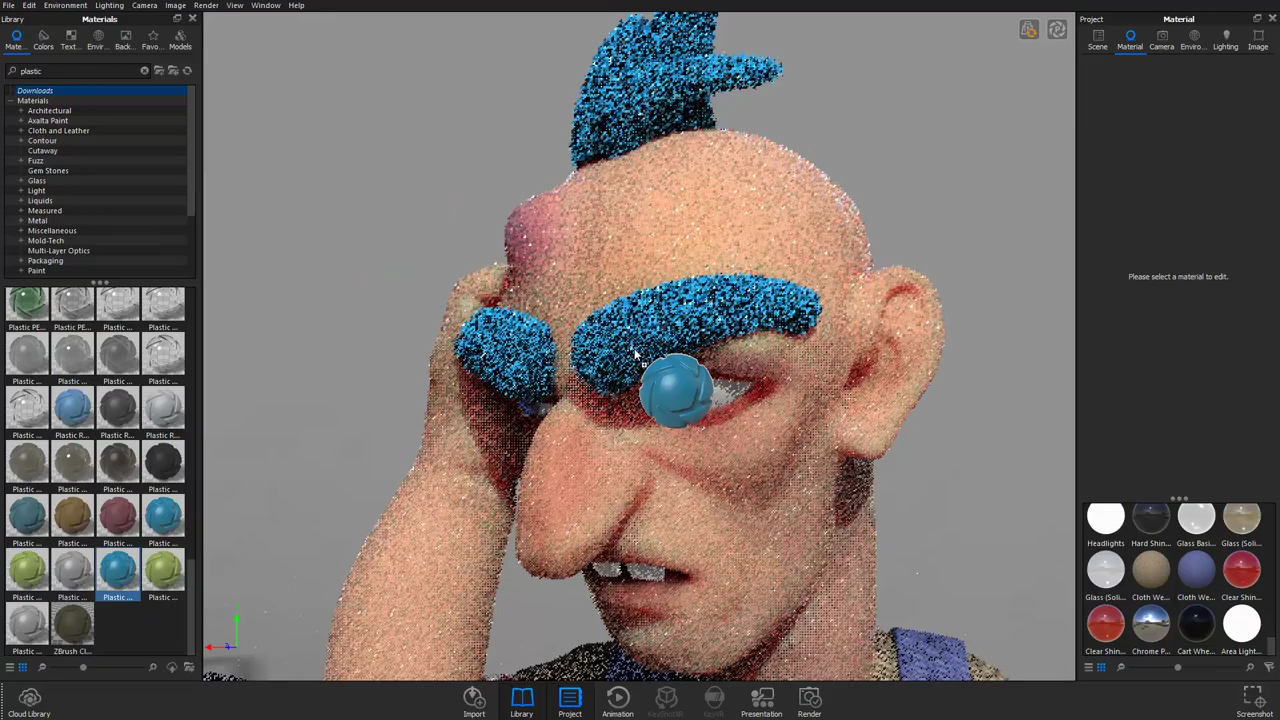 File Edit Environment Lighting Camera Image Render View Window Help
Library
Materials
Mate...
Colors
Text...
Envir...
Back...
Favo...
Models
plastic
Downloads
Materials
Architectural
Axalta Paint
Cloth and Leather
Contour
Cutaway
Fuzz
Gem Stones
Glass
Light
Liquids
Measured
Metal
Miscellaneous
Mold-Tech
Multi-Layer Optics
Packaging
Paint
Plastic PE...
Plastic PE...
Plastic ...
Plastic ...
Plastic ...
Plastic ...
Plastic ...
Plastic ...
Plastic ...
Plastic R...
Plastic R...
Plastic ...
Plastic ...
Plastic ...
Plastic ...
Plastic ...
Plastic ...
Plastic ...
Plastic ...
Plastic ...
Plastic ...
Plastic ...
Plastic ...
Plastic ...
Plastic ...
ZBrush Cl...
Cloud Library
Import
Library
Project
Animation
KeyShotXR
KeyVR
Presentation
Render
Screenshot
Project
Material
Scene
Material
Camera
Enviro...
Lighting
Image
Please select a material to edit.
Headlights
Hard Shin...
Glass Basi...
Glass (Soli...
Glass (Soli...
Cloth We...
Cloth We...
Clear Shin...
Clear Shin...
Chrome P...
Cart Whe...
Area Light...